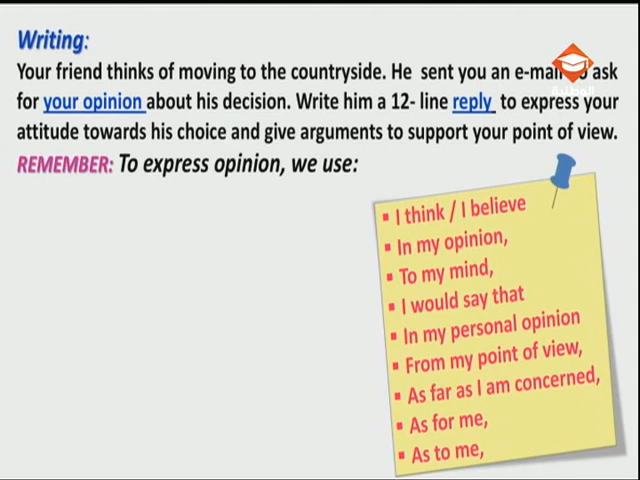 Writing:
Your friend thinks of moving to the countryside. He sent you an e-mail to ask
for your opinion about his decision. Write him a 12- line reply to express your
attitude towards his choice and give arguments to support your point of view.
REMEMBER: To express opinion, we use:
▪ I think / I believe
▪ In my opinion,
▪ To my mind,
▪ I would say that
▪ In my personal opinion
▪ From my point of view,
▪ As far as I am concerned,
▪ As for me,
▪ As to me,
الوطنية